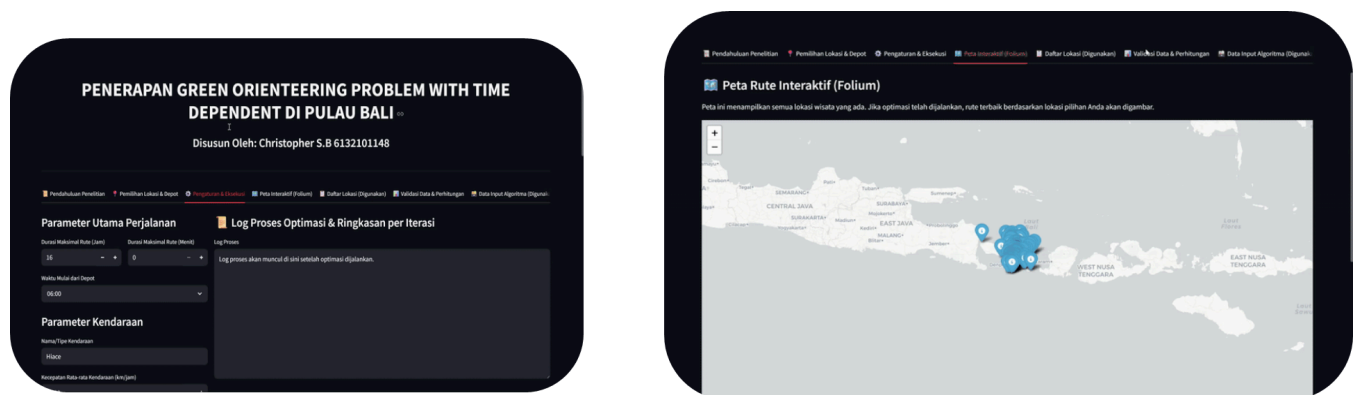 PENERAPAN GREEN ORIENTEERING PROBLEM WITH TIME
DEPENDENT DI PULAU BALI
Disusun Oleh: Christopher S.B 6132101148
Pendahuluan Penelitian
Pemilihan Lokasi & Depot
Pengaturan & Eksekusi
Peta Interaktif (Folium)
Daftar Lokasi (Digunakan)
Validasi Data & Perhitungan
Data Input Algoritma (Digunak
Parameter Utama Perjalanan
Durasi Maksimal Rute (Jam)
Durasi Maksimal Rute (Menit)
16
- +
0
- +
Waktu Mulai dari Depot
06:00
Parameter Kendaraan
Nama/Tipe Kendaraan
Hiace
Kecepatan Rata-rata Kendaraan (km/jam)
Log Proses Optimasi & Ringkasan per Iterasi
Log Proses
Log proses akan muncul di sini setelah optimasi dijalankan.
Pendahuluan Penelitian
Pemilihan Lokasi & Depot
Pengaturan & Eksekusi
Peta Interaktif (Folium)
Daftar Lokasi (Digunakan)
Validasi Data & Perhitungan
Data Input Algoritma (Digunak
Peta Rute Interaktif (Folium)
Peta ini menampilkan semua lokasi wisata yang ada. Jika optimasi telah dijalankan, rute terbaik berdasarkan lokasi pilihan Anda akan digambar.
+
−
SEMARANG
CENTRAL JAVA
SURAKARTA
SURABAYA
EAST JAVA
MALANG
WEST NUSA
TENGGARA
EAST NUSA
TENGGARA